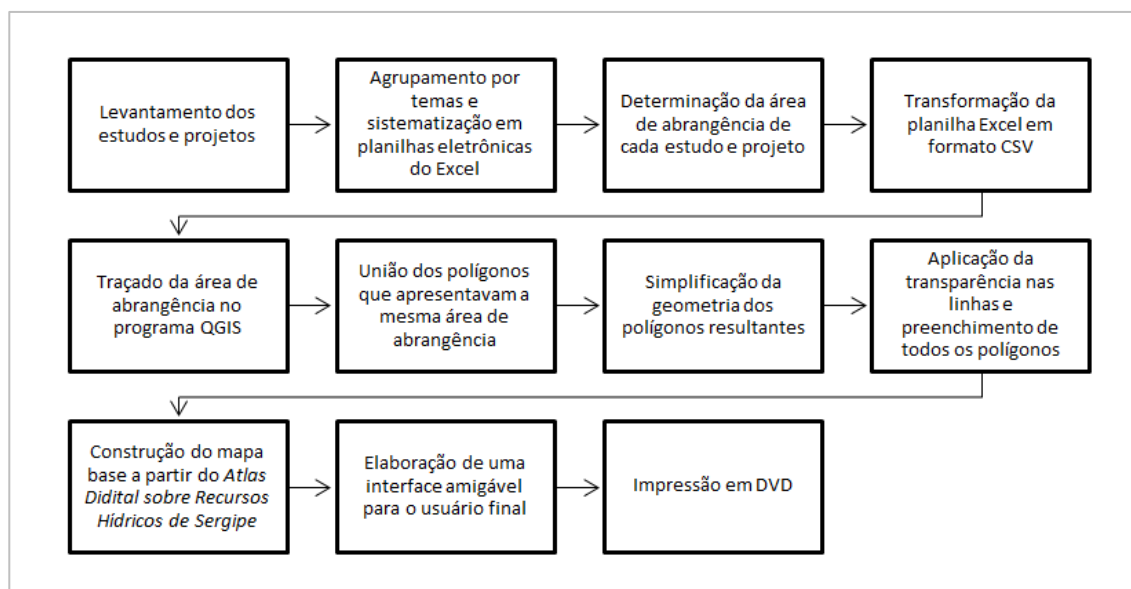 Levantamento dos
estudos e projetos
Agrupamento por
temas e
sistematização em
planilhas eletrônicas
do Excel
Determinação da área
de abrangência de
cada estudo e projeto
Transformação da
planilha Excel em
formato CSV
Traçado da área de
abrangência no
programa QGIS
União dos polígonos
que apresentavam a
mesma área de
abrangência
Simplificação da
geometria dos
polígonos resultantes
Aplicação da
transparência nas
linhas e
preenchimento de
todos os polígonos
Construção do mapa
base a partir do Atlas
Didital sobre Recursos
Hídricos de Sergipe
Elaboração de uma
interface amigável
para o usuário final
Impressão em DVD